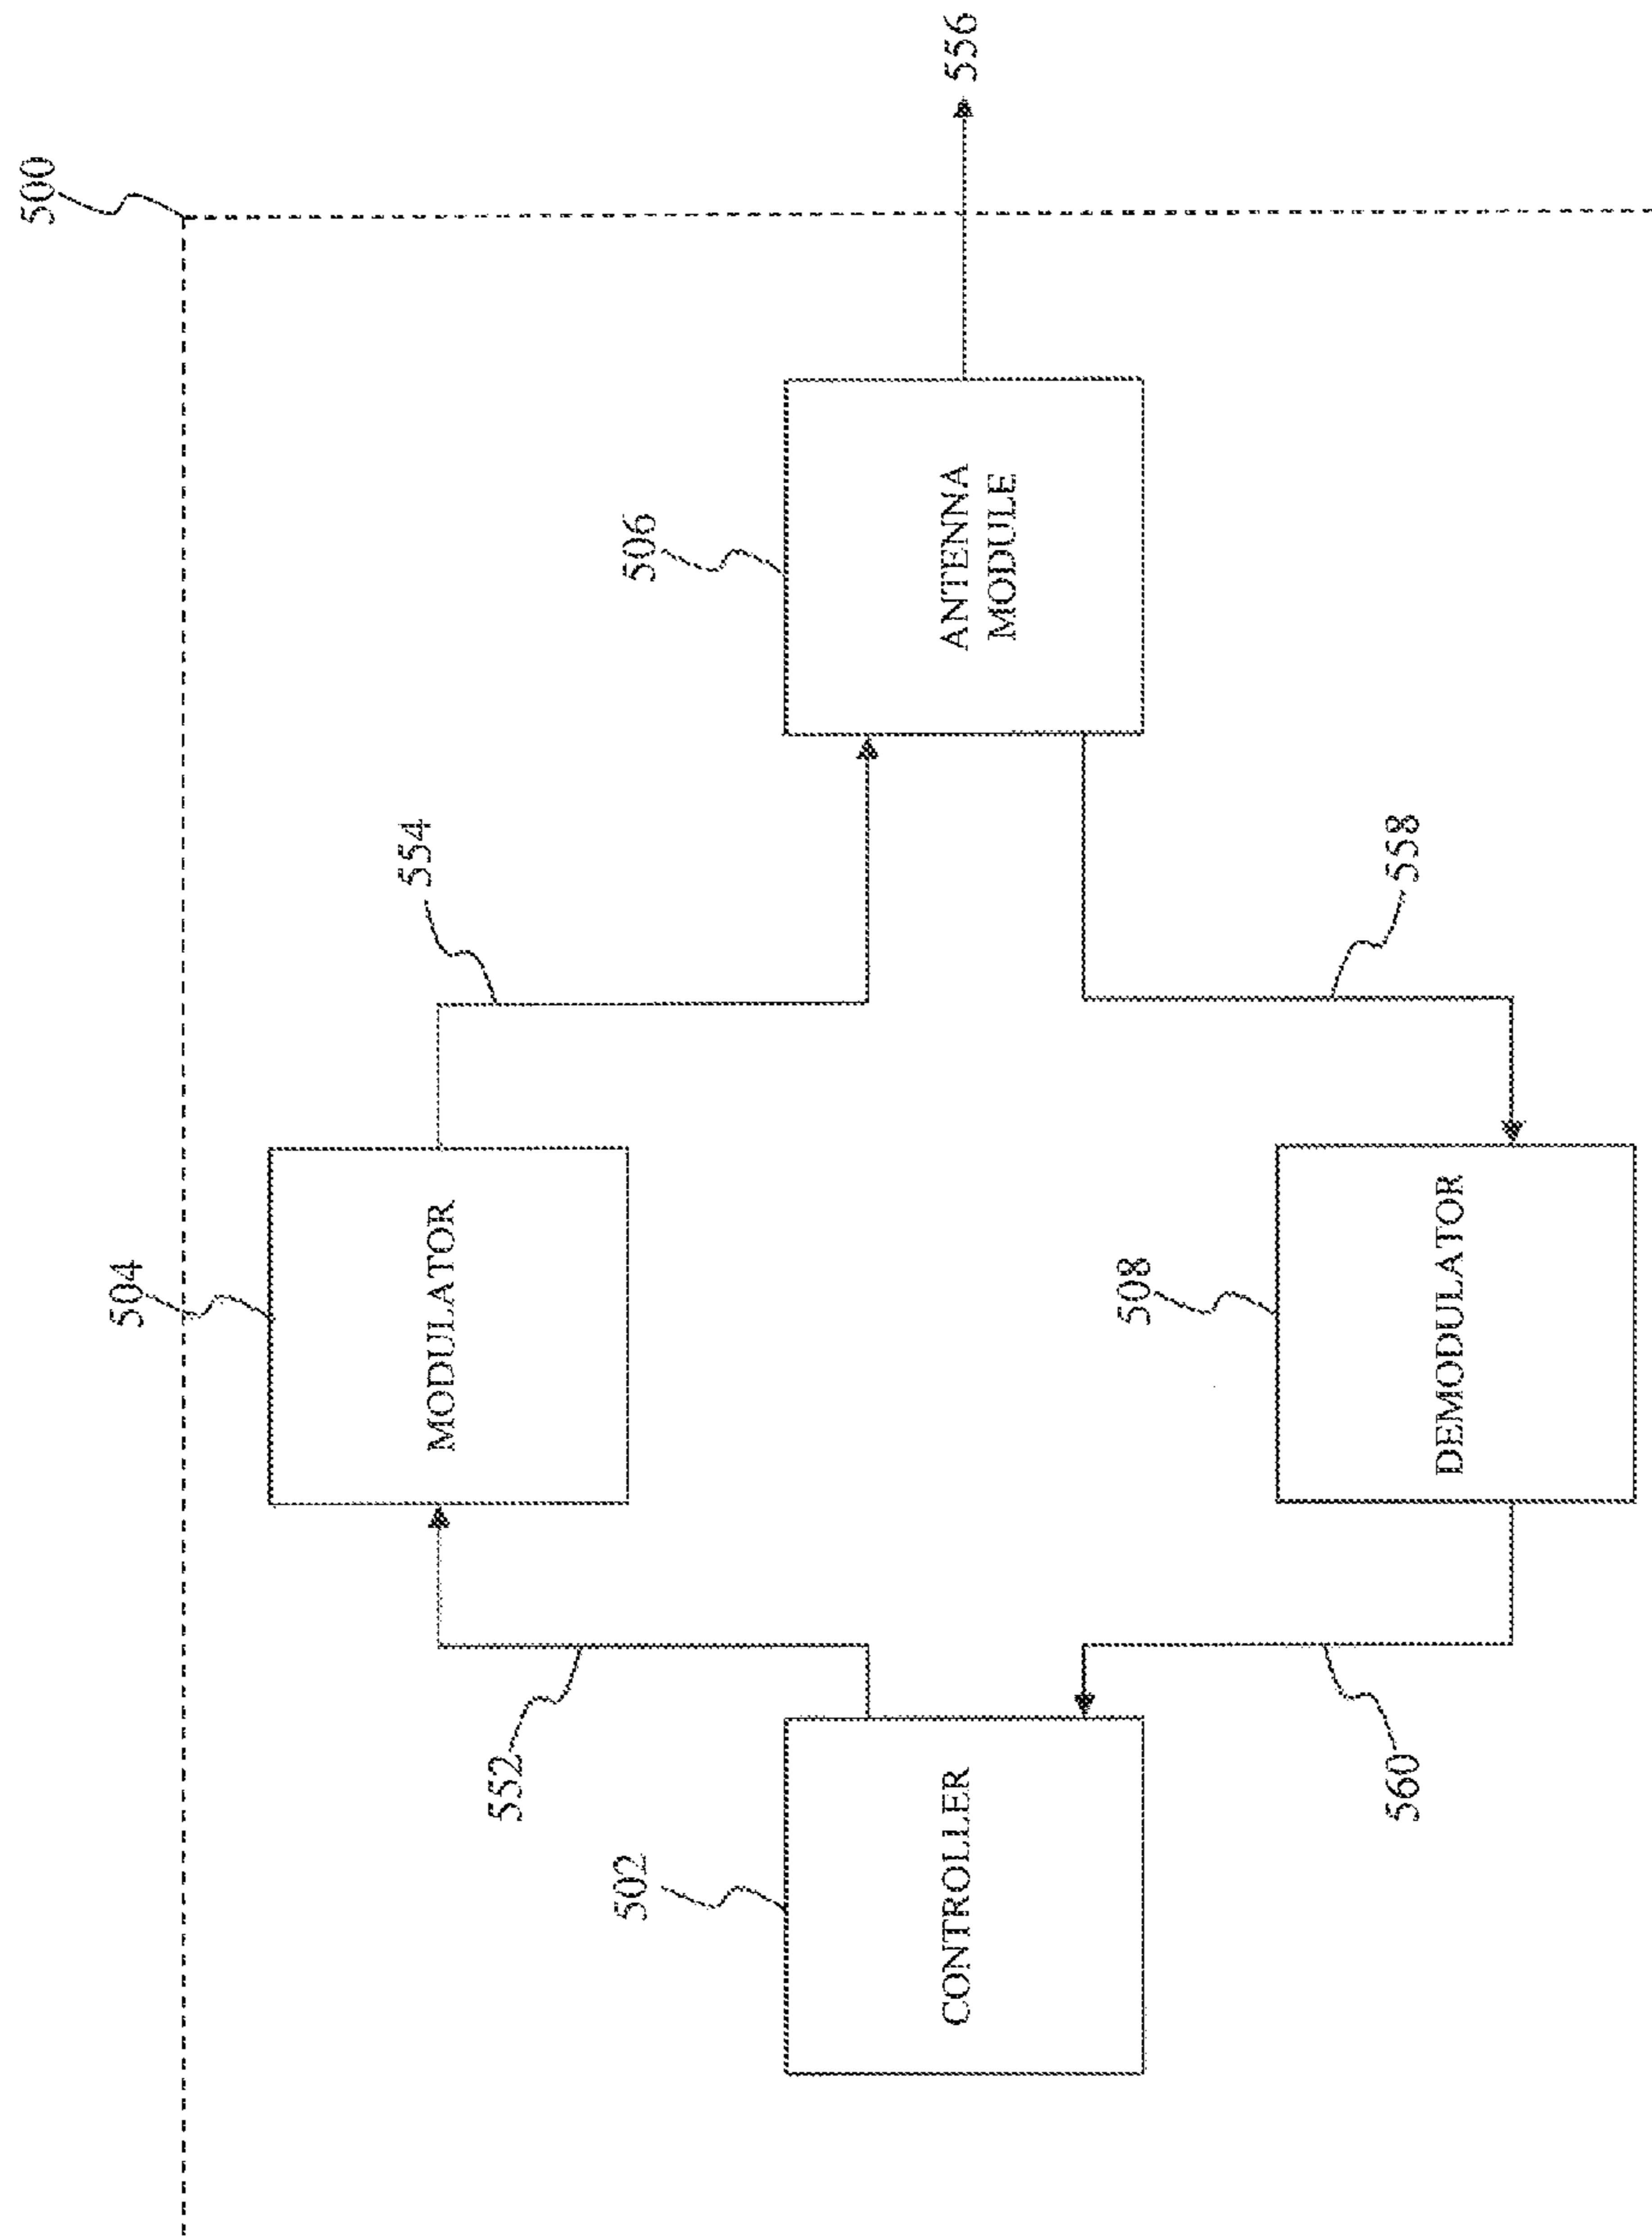 500
504
MODULATOR
552
554
502
CONTROLLER
506
ANTENNA
MODULE
556
508
DEMODULATOR
560
558